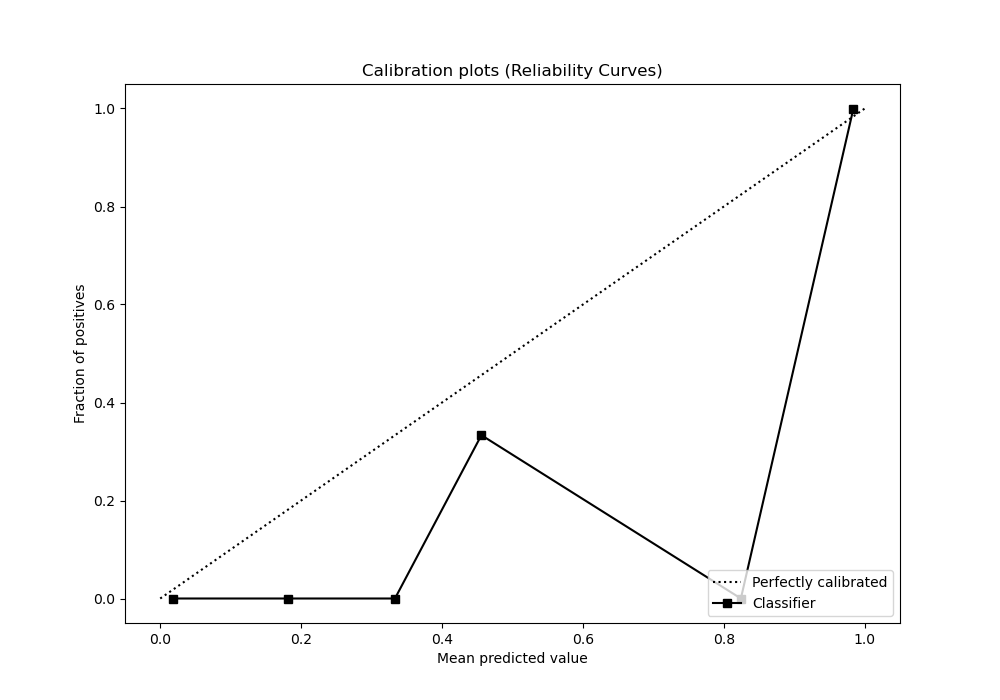 Calibration plots (Reliability Curves)
1.0
0.8
0.6
0.4
0.2
0.0
Fraction of positives
0.0 0.2 0.4 0.6 0.8 1.0
Mean predicted value
Perfectly calibrated
Classifier